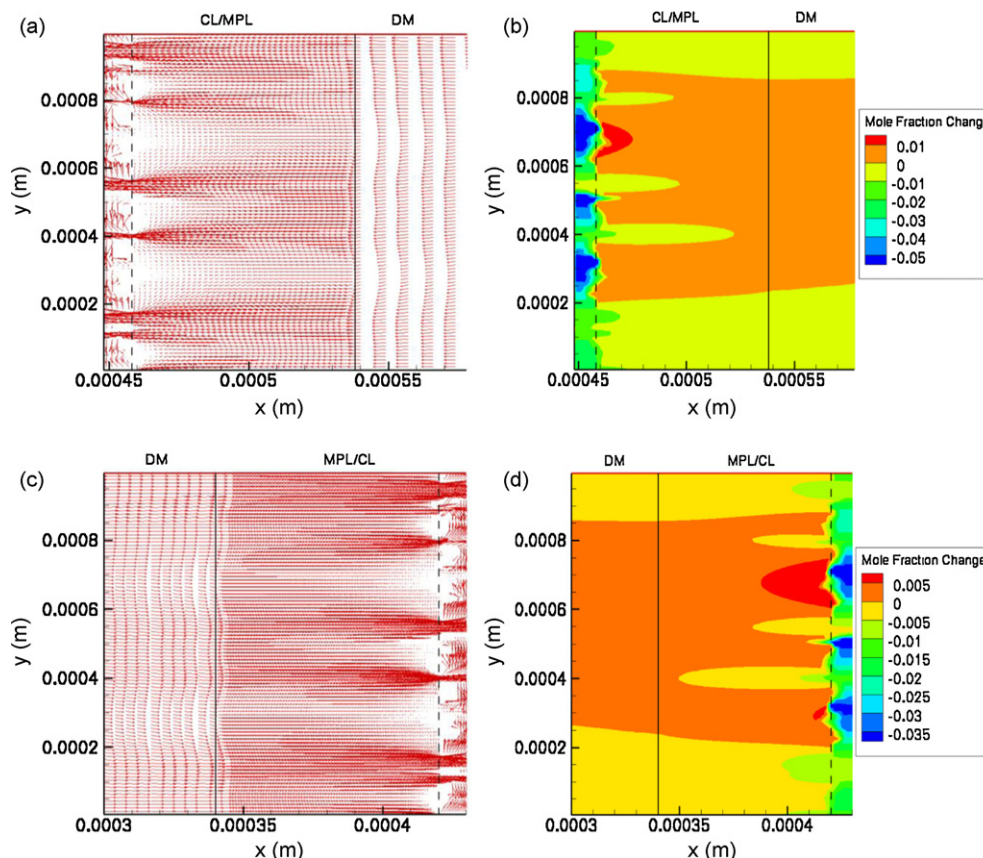 (a)
CL/MPL
DM
0.0008
0.0006
0.0004
0.0002
y (m)
0.00045
0.0005
0.00055
x (m)
(b)
CL/MPL
DM
0.0008
0.0006
0.0004
0.0002
y (m)
0.00045
0.0005
0.00055
x (m)
Mole Fraction Change
0.01
0
-0.01
-0.02
-0.03
-0.04
-0.05
(c)
DM
MPL/CL
0.0008
0.0006
0.0004
0.0002
y (m)
0.0003
0.00035
0.0004
x (m)
(d)
DM
MPL/CL
0.0008
0.0006
0.0004
0.0002
y (m)
0.0003
0.00035
0.0004
x (m)
Mole Fraction Change
0.005
0
-0.005
-0.01
-0.015
-0.02
-0.025
-0.03
-0.035